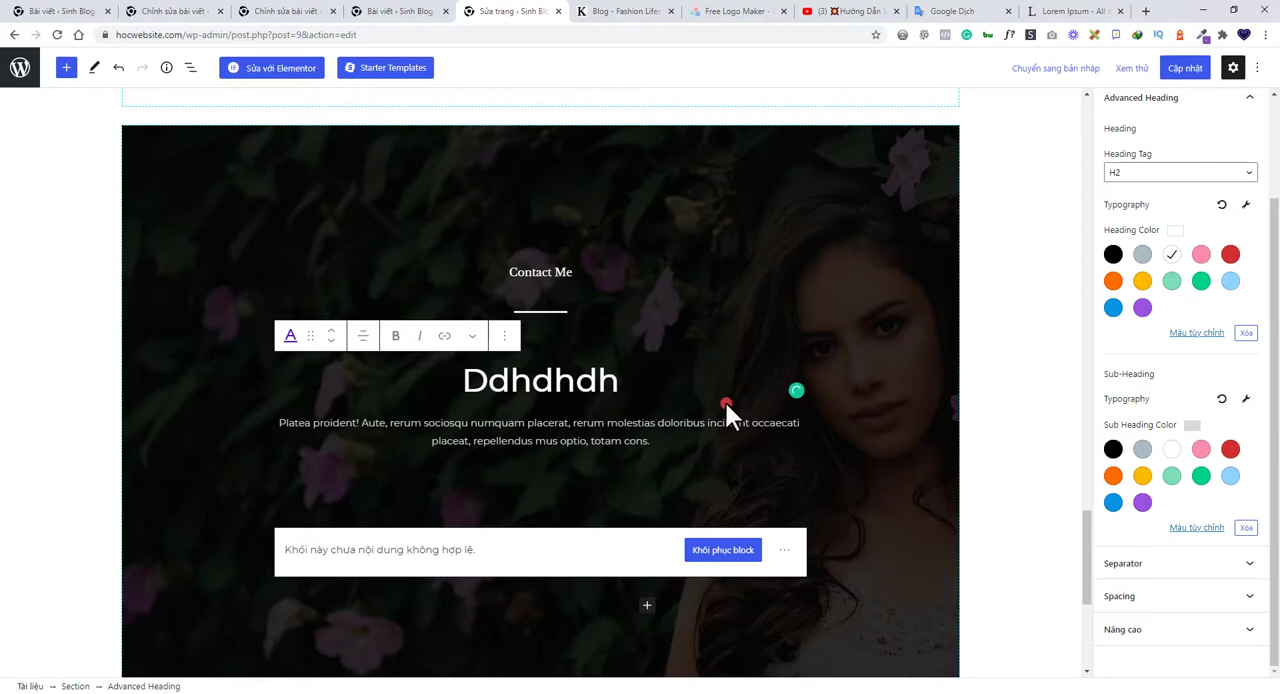 Bài viết ‹ Sinh Blog
Chỉnh sửa bài viết ‹
Chỉnh sửa bài viết ‹
Bài viết ‹ Sinh Blog
Sửa trang ‹ Sinh Blo
Blog - Fashion Lifes
Free Logo Maker -
(3) 💥Hướng Dẫn S
Google Dịch
Lorem Ipsum - All t
hocwebsite.com/wp-admin/post.php?post=9&action=edit
Sửa với Elementor
Starter Templates
Chuyển sang bản nháp
Xem thử
Cập nhật
Advanced Heading
Heading
Heading Tag
H2
Typography
Heading Color
Màu tùy chỉnh
Xóa
Sub-Heading
Typography
Sub Heading Color
Màu tùy chỉnh
Xóa
Separator
Spacing
Nâng cao
Contact Me
A
B
I
Ddhdhdh
Platea proident! Aute, rerum sociosqu numquam placerat, rerum molestias doloribus occaecati
placeat, repellendus mus optio, totam cons.
Khối này chưa nội dung không hợp lệ.
Khôi phục block
Tài liệu → Section → Advanced Heading